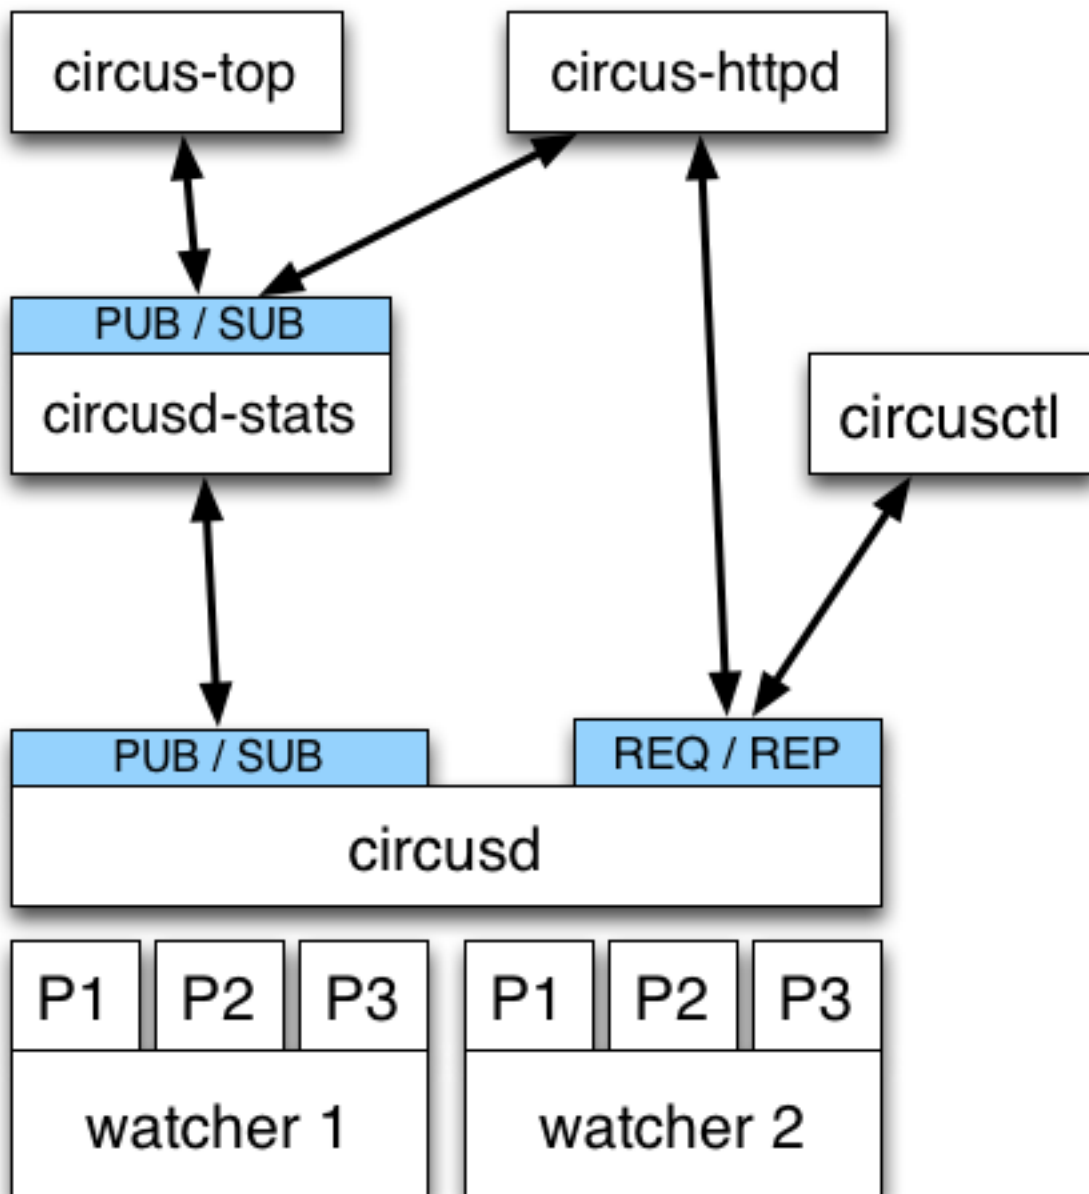 circus-top
circus-httpd
PUB / SUB
circusd-stats
circusctl
PUB / SUB
REQ / REP
circusd
P1 P2 P3 P1 P2 P3
watcher 1 watcher 2